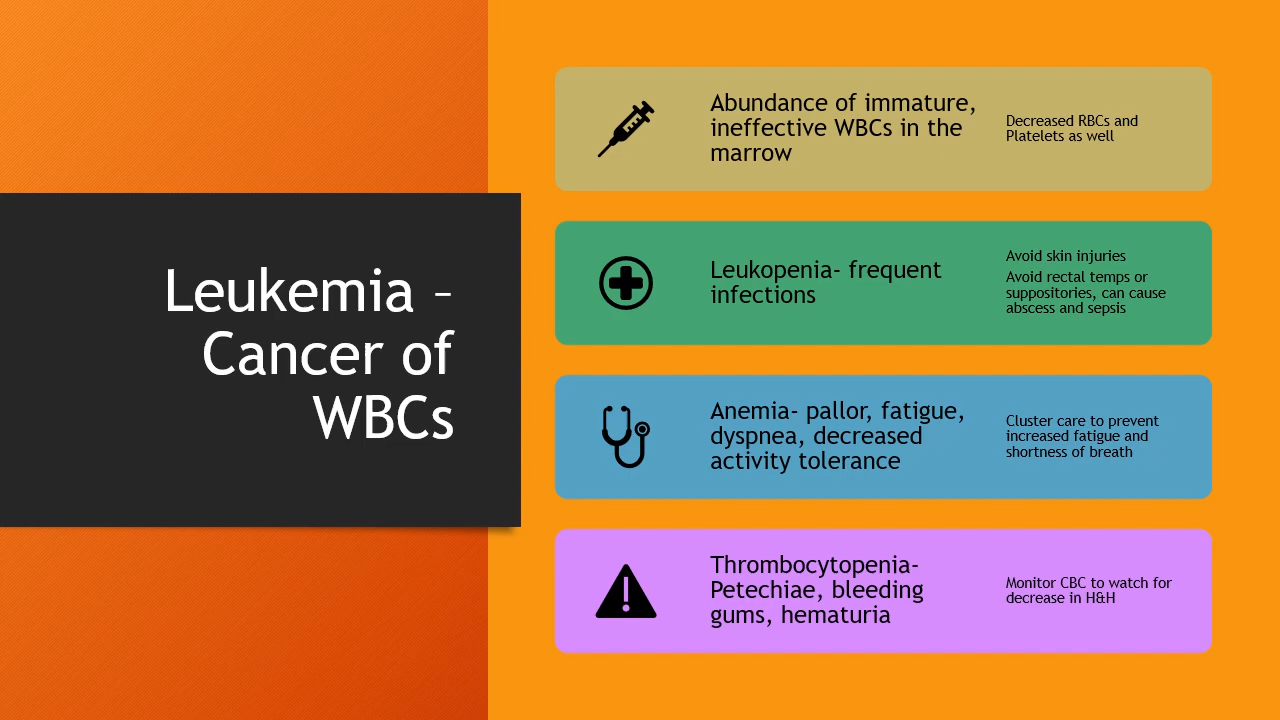 Leukemia –
Cancer of
WBCs
Abundance of immature,
ineffective WBCs in the
marrow
Decreased RBCs and
Platelets as well
Leukopenia- frequent
infections
Avoid skin injuries
Avoid rectal temps or
suppositories, can cause
abscess and sepsis
Anemia- pallor, fatigue,
dyspnea, decreased
activity tolerance
Cluster care to prevent
increased fatigue and
shortness of breath
Thrombocytopenia-
Petechiae, bleeding
gums, hematuria
Monitor CBC to watch for
decrease in H&H